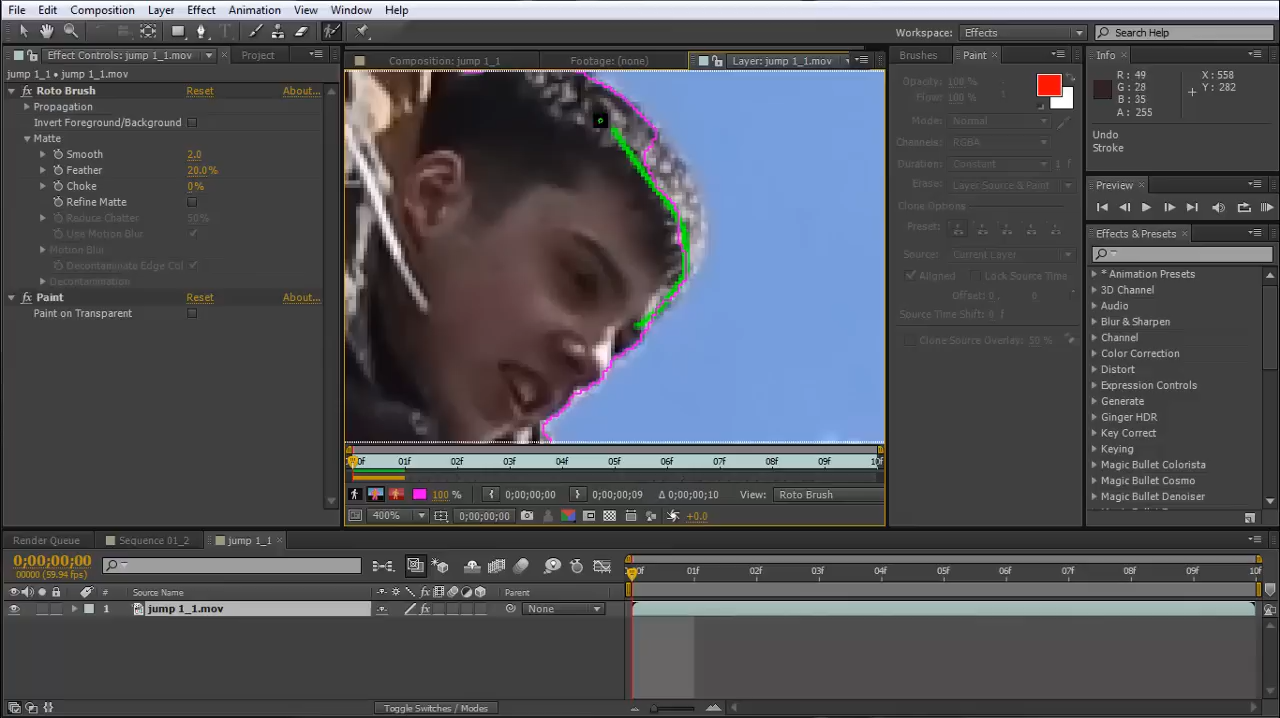 File Edit Composition Layer Effect Animation View Window Help
Workspace: Effects Search Help
Effect Controls: jump 1_1.mov Project
jump 1_1 • jump 1_1.mov
Roto Brush Reset About...
Propagation
Invert Foreground/Background
Matte
Smooth 2.0
Feather 20.0%
Choke 0%
Refine Matte
Reduce Chatter 50%
Use Motion Blur
Motion Blur
Decontaminate Edge Col
Decontamination
Paint Reset About...
Paint on Transparent
Composition: jump 1_1 Footage: (none) Layer: jump 1_1.mov
00f 01f 02f 03f 04f 05f 06f 07f 08f 09f 10f
100 % 0;00;00;00 0;00;00;09 Δ 0;00;00;10 View: Roto Brush
400% 0;00;00;00 +0.0
Brushes Paint
Opacity: 100 %
Flow: 100 %
Mode: Normal
Channels: RGBA
Duration: Constant 1 f
Erase: Layer Source & Paint
Clone Options
Preset:
Source: Current Layer
Aligned Lock Source Time
Offset: 0 , 0
Source Time Shift: 0 f
Clone Source Overlay: 50 %
Info
R : 49 X : 558
G : 28 Y : 282
B : 35
A : 255
Undo
Stroke
Preview
Effects & Presets
* Animation Presets
3D Channel
Audio
Blur & Sharpen
Channel
Color Correction
Distort
Expression Controls
Generate
Ginger HDR
Key Correct
Keying
Magic Bullet Colorista
Magic Bullet Cosmo
Magic Bullet Denoiser
Render Queue Sequence 01_2 jump 1_1
0;00;00;00
00000 (59.94 fps)
# Source Name Parent
1 jump 1_1.mov None
00f 01f 02f 03f 04f 05f 06f 07f 08f 09f 10f
Toggle Switches / Modes